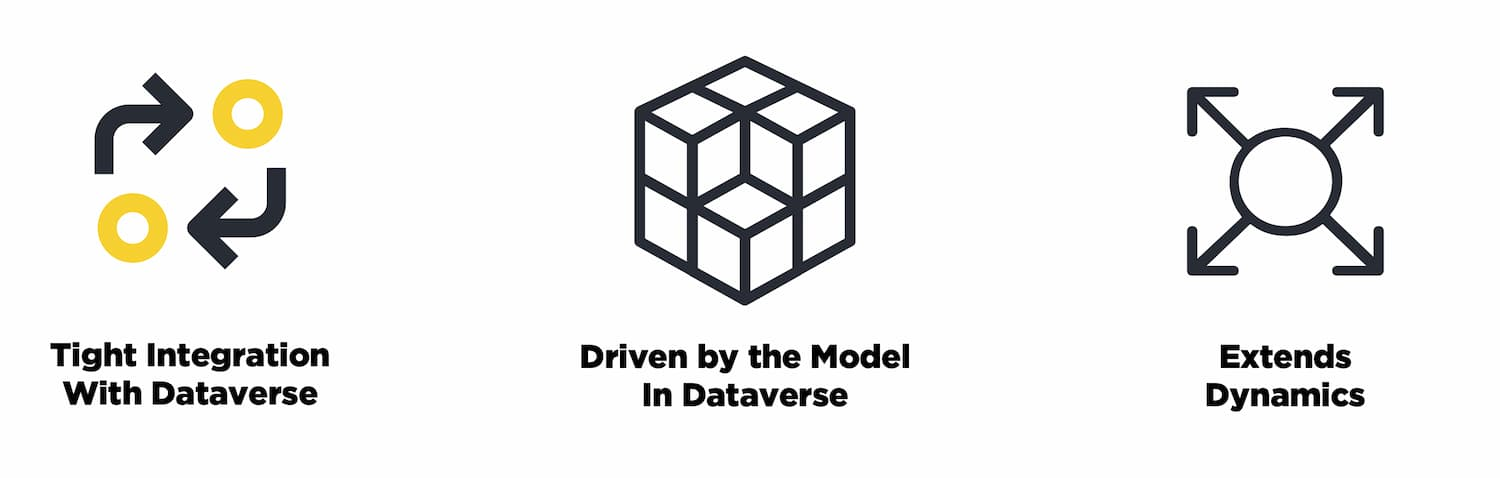 Tight Integration
With Dataverse
Driven by the Model
In Dataverse
Extends
Dynamics